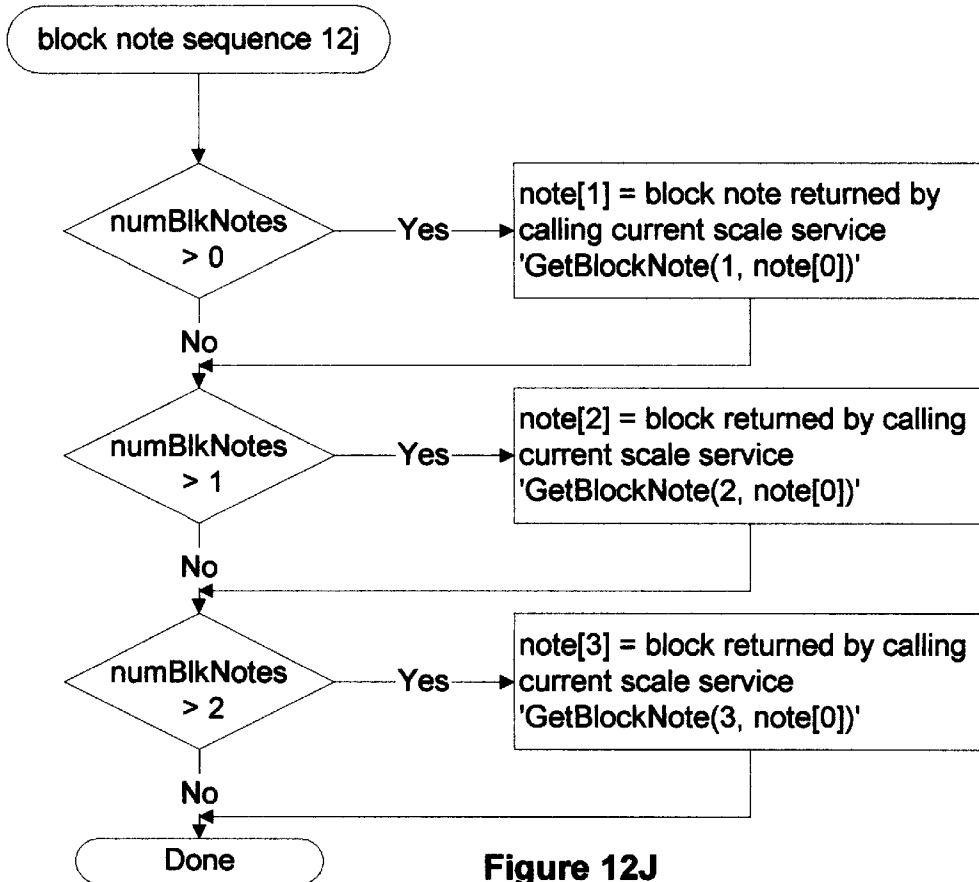 block note sequence 12j
numBlkNotes
> 0
Yes
note[1] = block note returned by
calling current scale service
'GetBlockNote(1, note[0])'
No
numBlkNotes
> 1
Yes
note[2] = block returned by calling
current scale service
'GetBlockNote(2, note[0])'
No
numBlkNotes
> 2
Yes
note[3] = block returned by calling
current scale service
'GetBlockNote(3, note[0])'
No
Done
Figure 12J